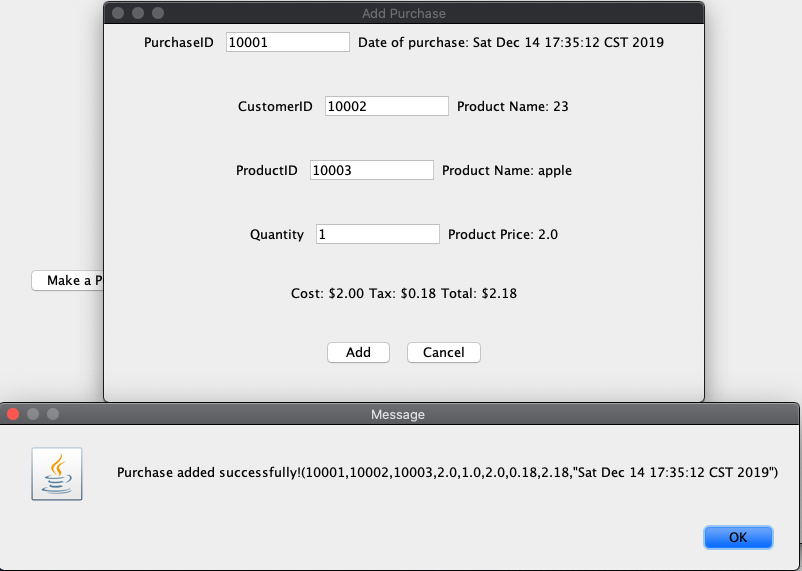 Add Purchase
PurchaseID 10001 Date of purchase: Sat Dec 14 17:35:12 CST 2019
CustomerID 10002 Product Name: 23
ProductID 10003 Product Name: apple
Quantity 1 Product Price: 2.0
Make a P
Cost: $2.00 Tax: $0.18 Total: $2.18
Add Cancel
Message
Purchase added successfully!(10001,10002,10003,2.0,1.0,2.0,0.18,2.18,"Sat Dec 14 17:35:12 CST 2019")
OK